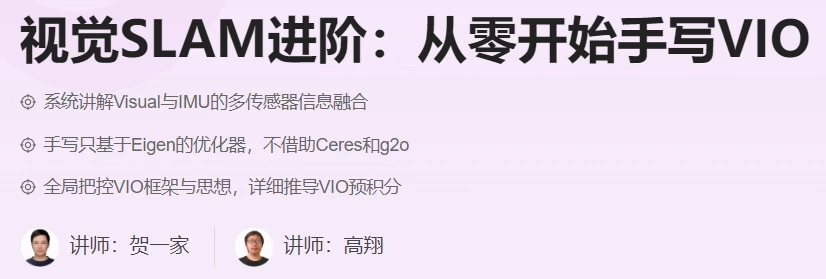 视觉SLAM进阶：从零开始手写VIO
系统讲解Visual与IMU的多传感器信息融合
手写只基于Eigen的优化器，不借助Ceres和g2o
全局把控VIO框架与思想，详细推导VIO预积分
讲师：贺一家 讲师：高翔